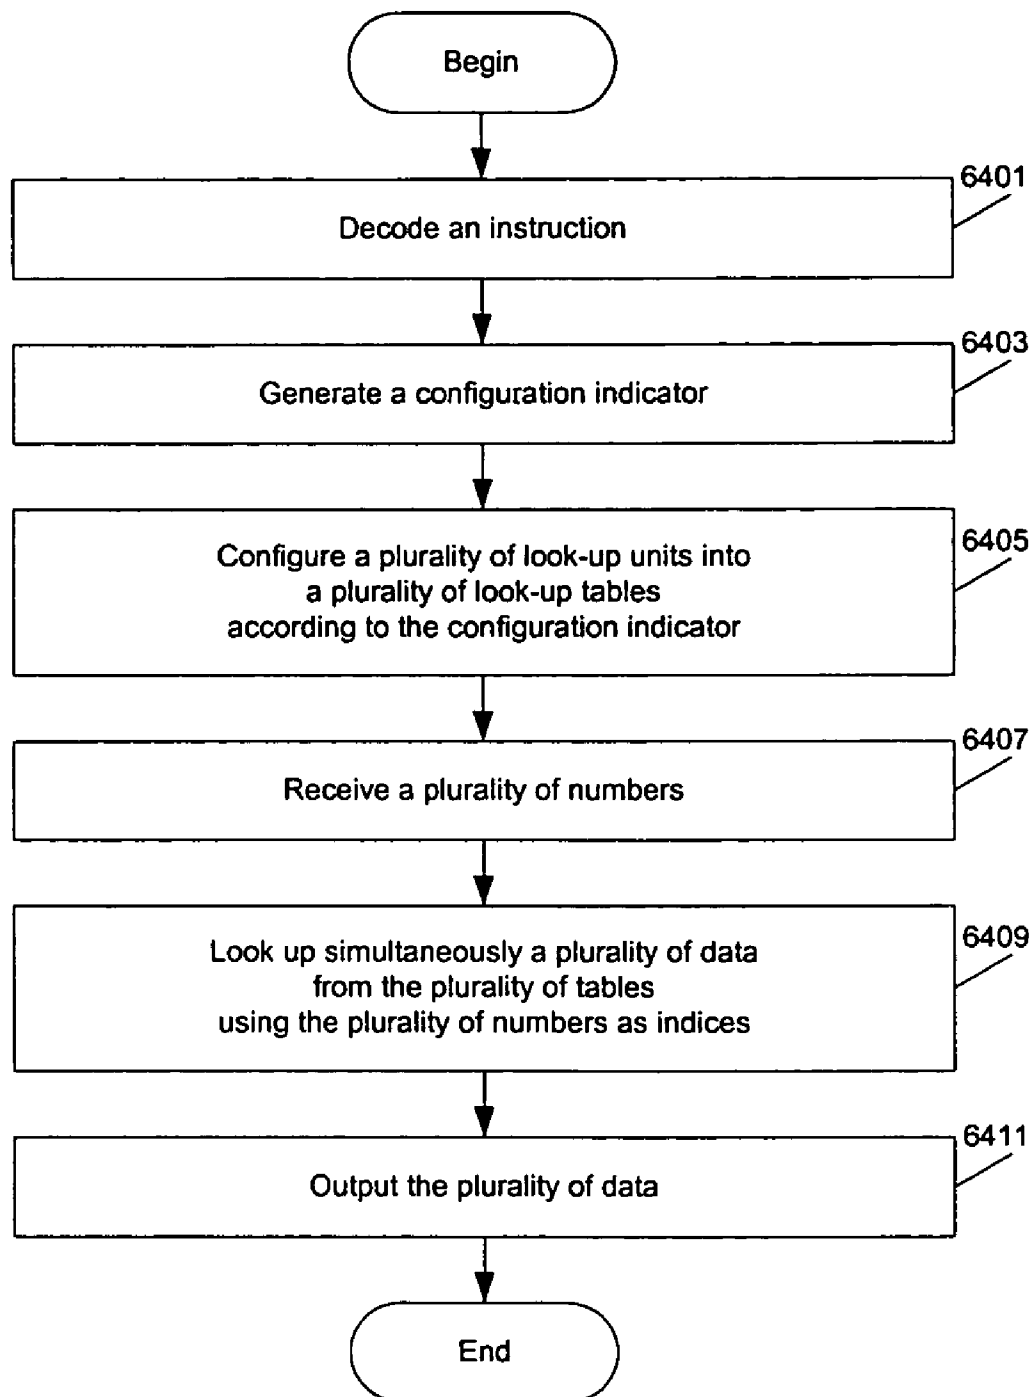 Begin
6401
Decode an instruction
6403
Generate a configuration indicator
6405
Configure a plurality of look-up units into
a plurality of look-up tables
according to the configuration indicator
6407
Receive a plurality of numbers
6409
Look up simultaneously a plurality of data
from the plurality of tables
using the plurality of numbers as indices
6411
Output the plurality of data
End